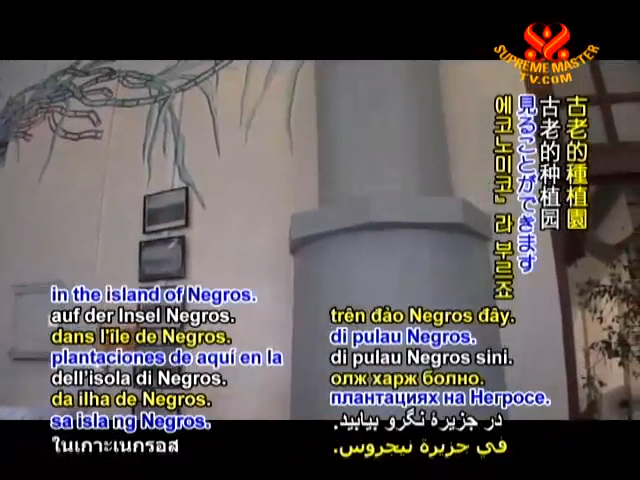 SUPREME MASTER
TV.COM
古老的種植園
古老的种植园
見ることができます
에코노미코」라 부르죠
in the island of Negros.
auf der Insel Negros.
dans l'île de Negros.
plantaciones de aquí en la
dell'isola di Negros.
da ilha de Negros.
sa isla ng Negros.
ในเกาะเนกรอส
trên đảo Negros đây.
di pulau Negros.
di pulau Negros sini.
олж харж болно.
плантациях на Негросе.
در جزیرۀ نگرو بیابید.
في جزيرة نيجروس.